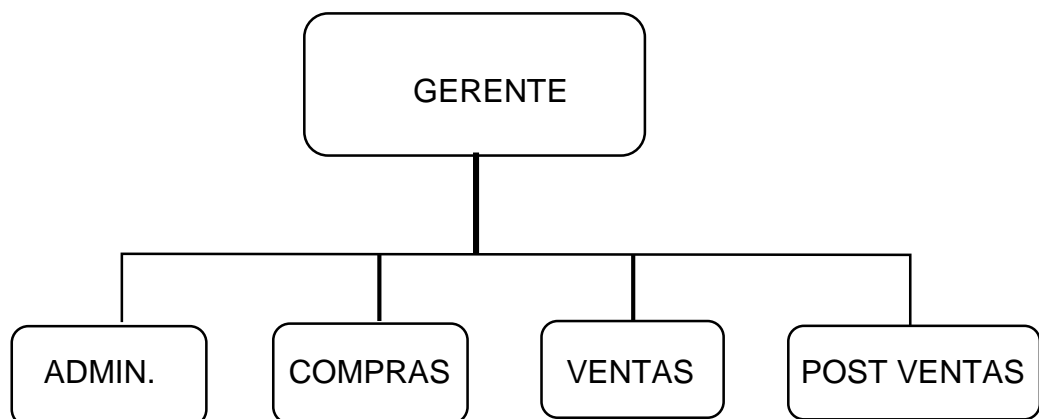 GERENTE
ADMIN.
COMPRAS
VENTAS
POST VENTAS